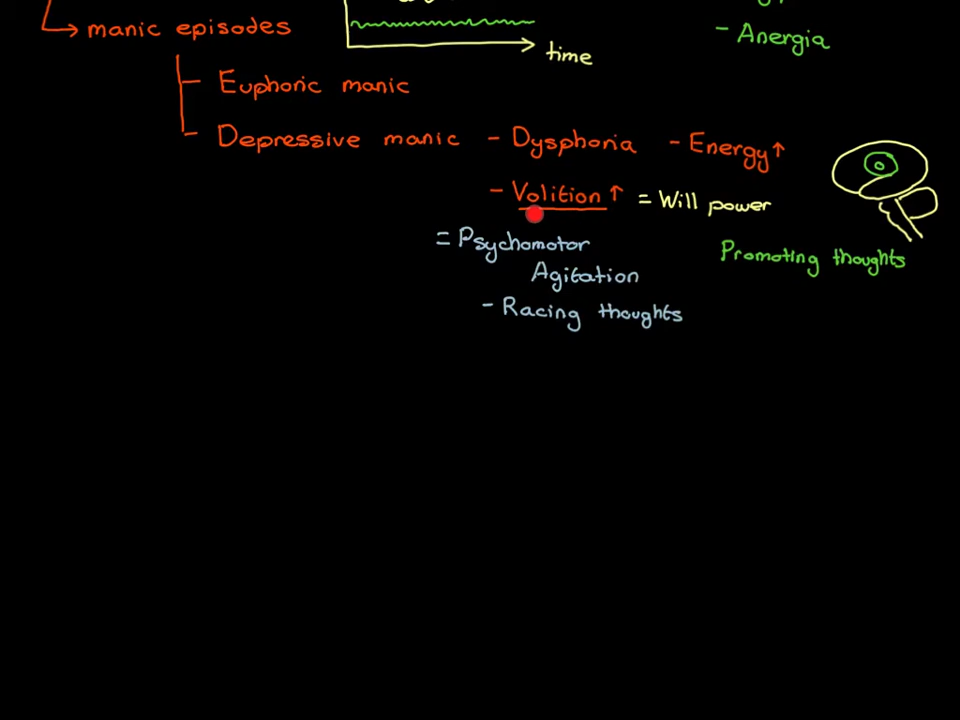 ↳ manic episodes
- Anergia
time
Euphoric manic
Depressive manic - Dysphoria - Energy↑
- Volition ↑ = Will power
= Psychomotor
Agitation
Promoting thoughts
- Racing thoughts